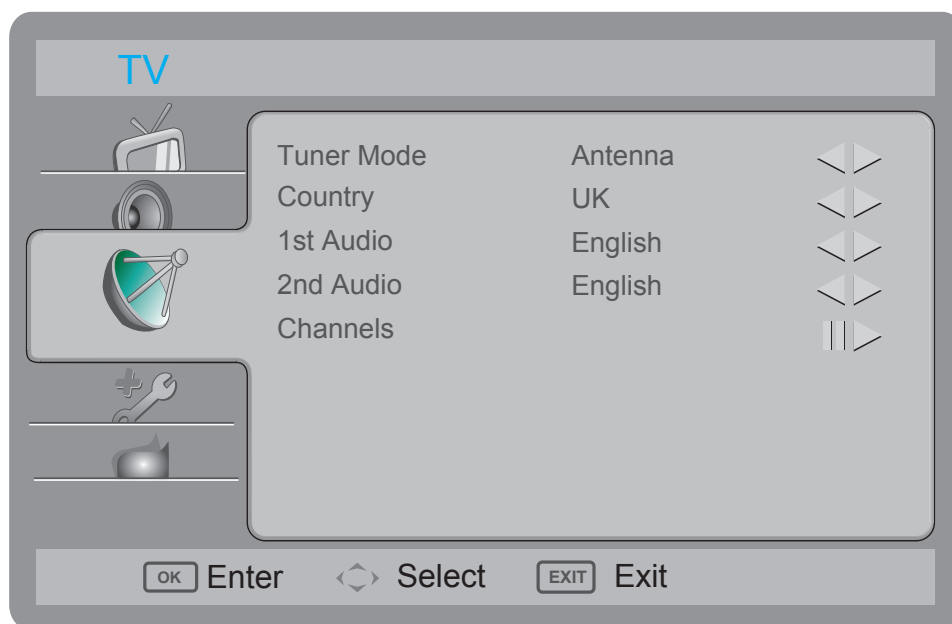 TV
Tuner Mode Antenna
Country UK
1st Audio English
2nd Audio English
Channels
OK Enter Select EXIT Exit